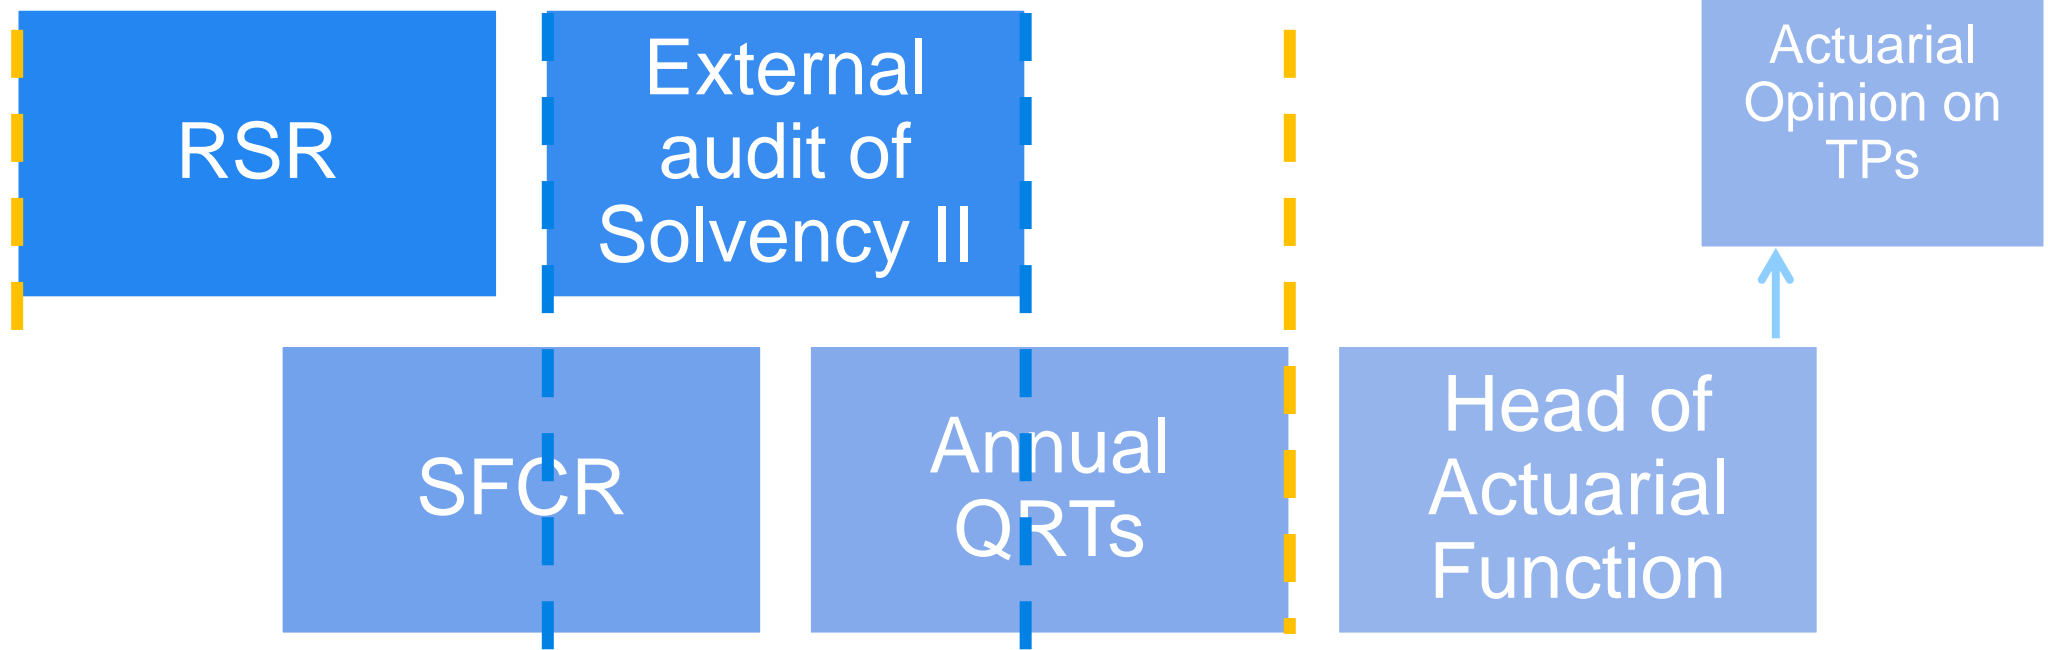 RSR
External
audit of
Solvency II
Actuarial
Opinion on
TPs
SFCR
Annual
QRTs
Head of
Actuarial
Function